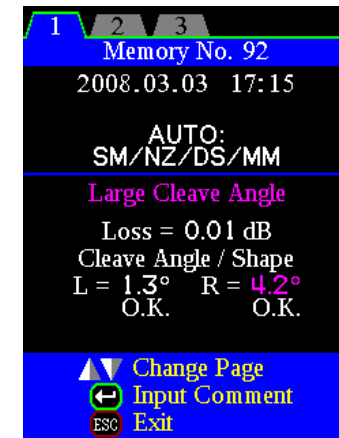 1 2 3
Memory No. 92
2008.03.03 17:15
AUTO:
SM/NZ/DS/MM
Large Cleave Angle
Loss = 0.01 dB
Cleave Angle / Shape
L = 1.3° R = 4.2°
O.K. O.K.
Change Page
Input Comment
ESC Exit